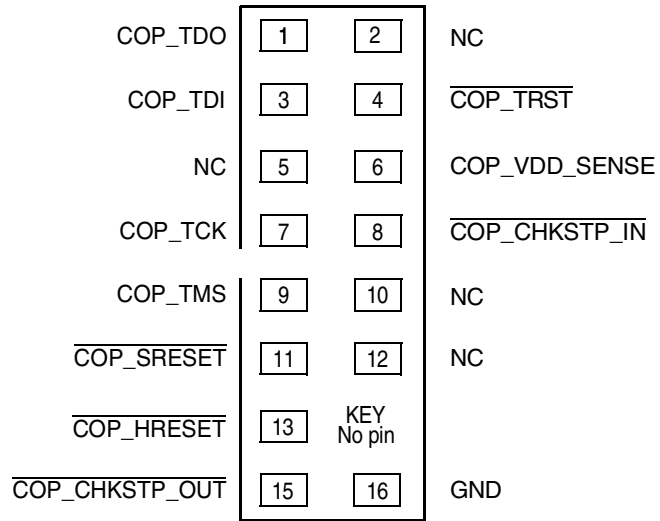 COP_TDO 1 2 NC
COP_TDI 3 4 COP_TRST
NC 5 6 COP_VDD_SENSE
COP_TCK 7 8 COP_CHKSTP_IN
COP_TMS 9 10 NC
COP_SRESET 11 12 NC
COP_HRESET 13 KEY
No pin
COP_CHKSTP_OUT 15 16 GND